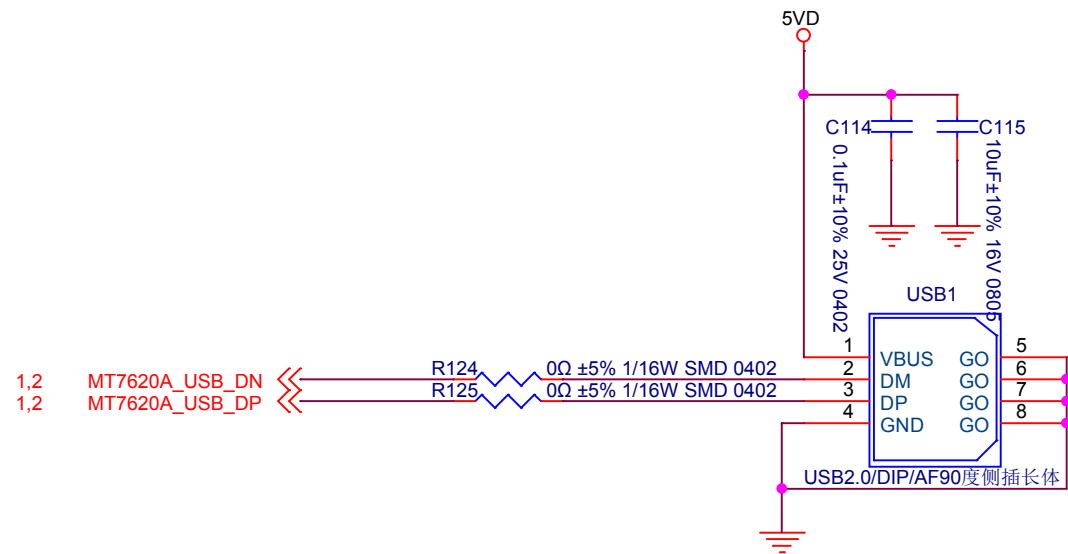 5VD
C114
C115
0.1uF±10% 25V 0402
10uF±10% 16V 0805
USB1
1
VBUS
GO
5
2
DM
GO
6
3
DP
GO
7
4
GND
GO
8
R124
0Ω ±5% 1/16W SMD 0402
1,2
MT7620A_USB_DN
R125
0Ω ±5% 1/16W SMD 0402
1,2
MT7620A_USB_DP
USB2.0/DIP/AF90度侧插长体